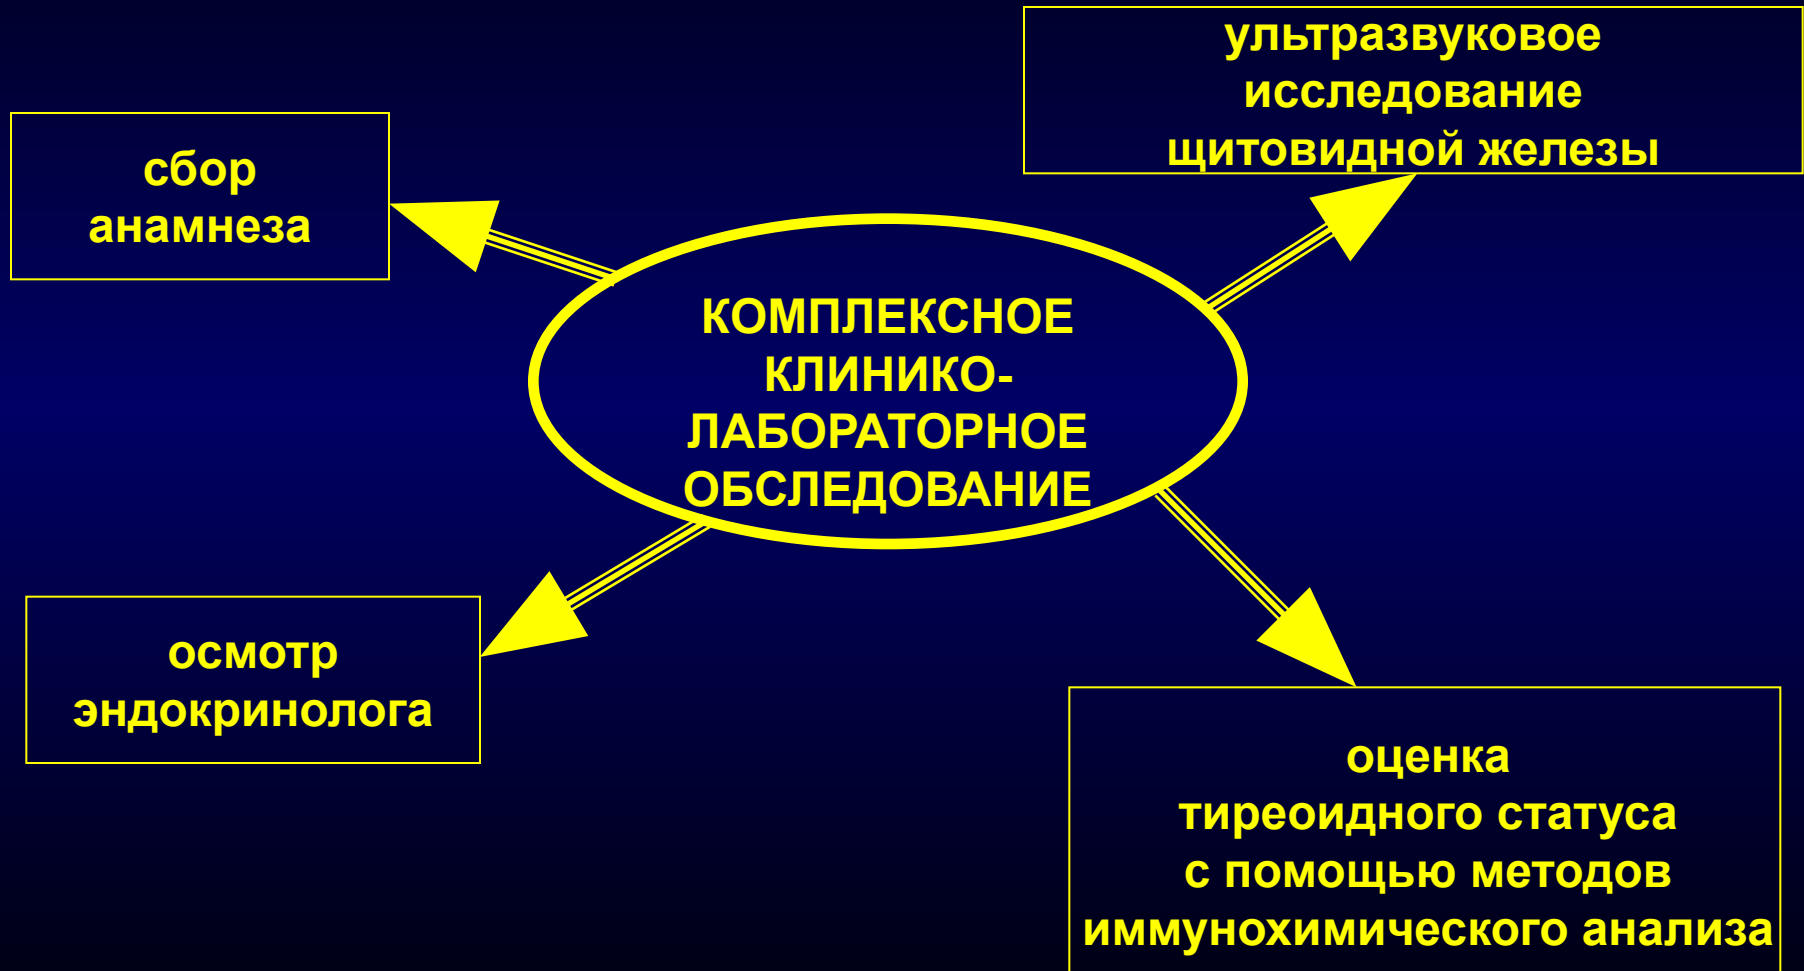 ультразвуковое
исследование
щитовидной железы
сбор
анамнеза
КОМПЛЕКСНОЕ
КЛИНИКО-
ЛАБОРАТОРНОЕ
ОБСЛЕДОВАНИЕ
осмотр
эндокринолога
оценка
тиреоидного статуса
с помощью методов
иммунохимического анализа